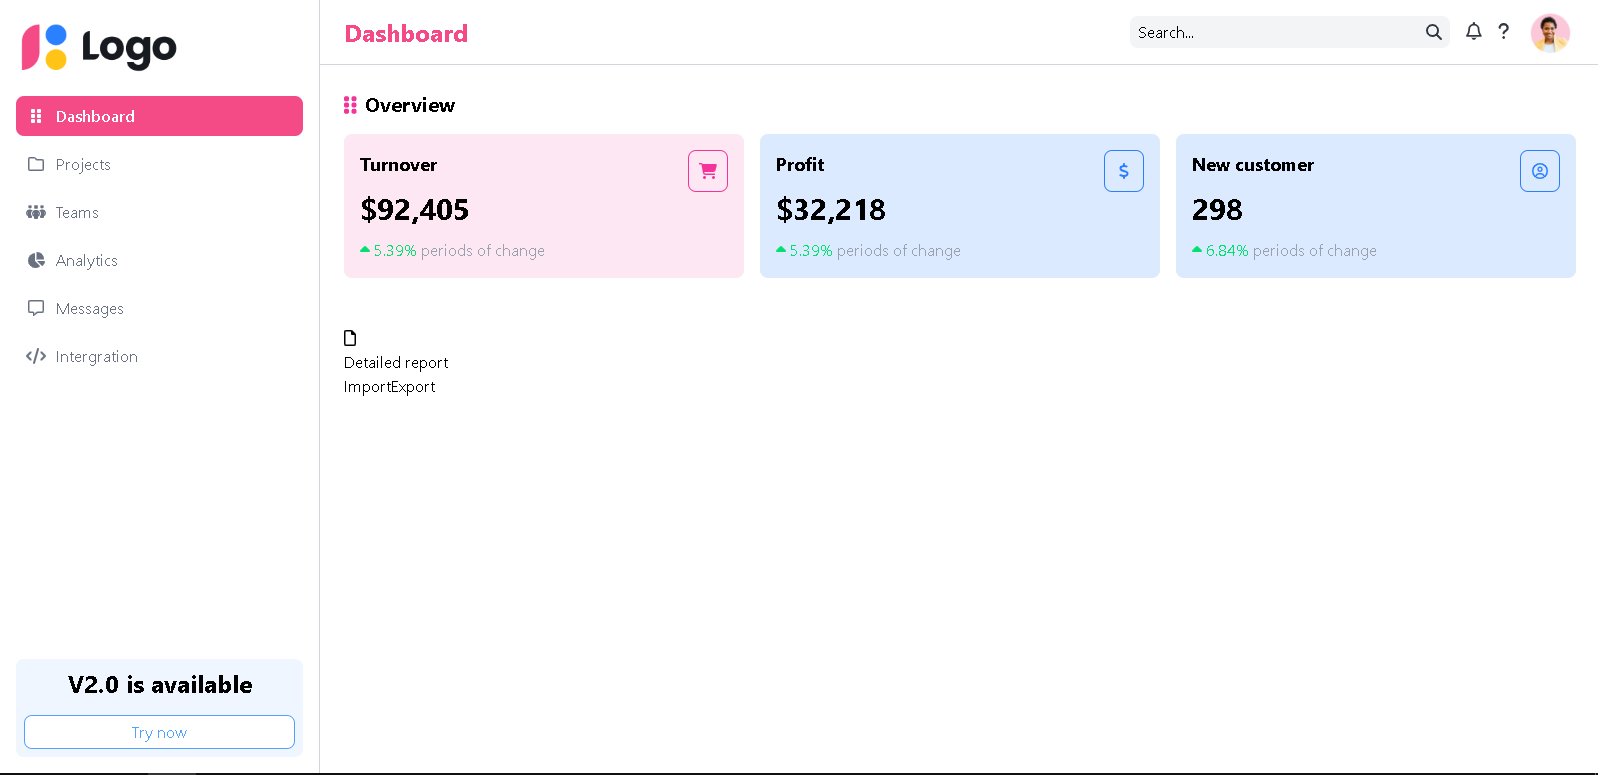 Logo
Dashboard
Projects
Teams
Analytics
Messages
Intergration
V2.0 is available
Try now
Dashboard
Search...
?
Overview
Turnover
$92,405
5.39% periods of change
Profit
$
$32,218
5.39% periods of change
New customer
298
6.84% periods of change
Detailed report
ImportExport